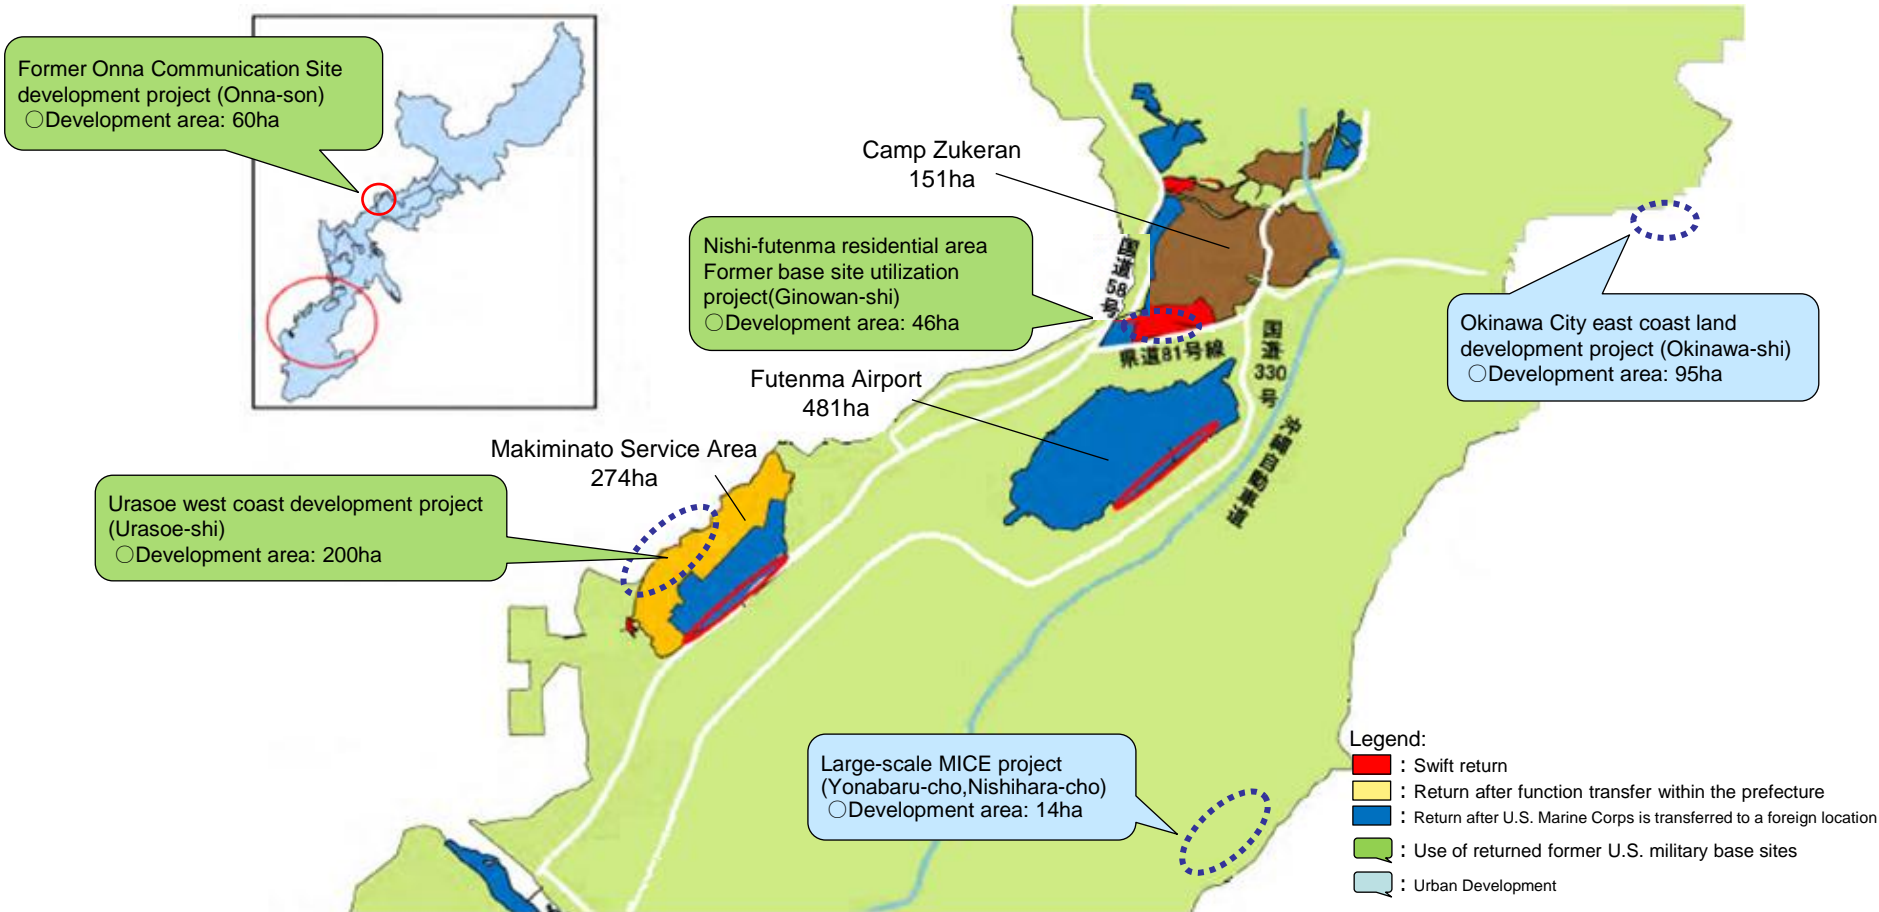 Former Onna Communication Site
development project (Onna-son)
○Development area: 60ha
Camp Zukeran
151ha
Nishi-futenma residential area
Former base site utilization
project(Ginowan-shi)
○Development area: 46ha
国道58号
県道81号線
国道330号
沖縄自動車道
Okinawa City east coast land
development project (Okinawa-shi)
○Development area: 95ha
Futenma Airport
481ha
Makiminato Service Area
274ha
Urasoe west coast development project
(Urasoe-shi)
○Development area: 200ha
Large-scale MICE project
(Yonabaru-cho,Nishihara-cho)
○Development area: 14ha
Legend:
: Swift return
: Return after function transfer within the prefecture
: Return after U.S. Marine Corps is transferred to a foreign location
: Use of returned former U.S. military base sites
: Urban Development